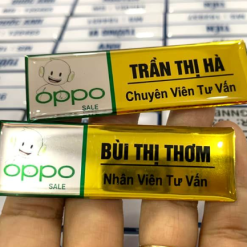 oppo
SALE
TRẦN THỊ HÀ
Chuyên Viên Tư Vấn
oppo
SALE
BÙI THỊ THƠM
Nhân Viên Tư Vấn